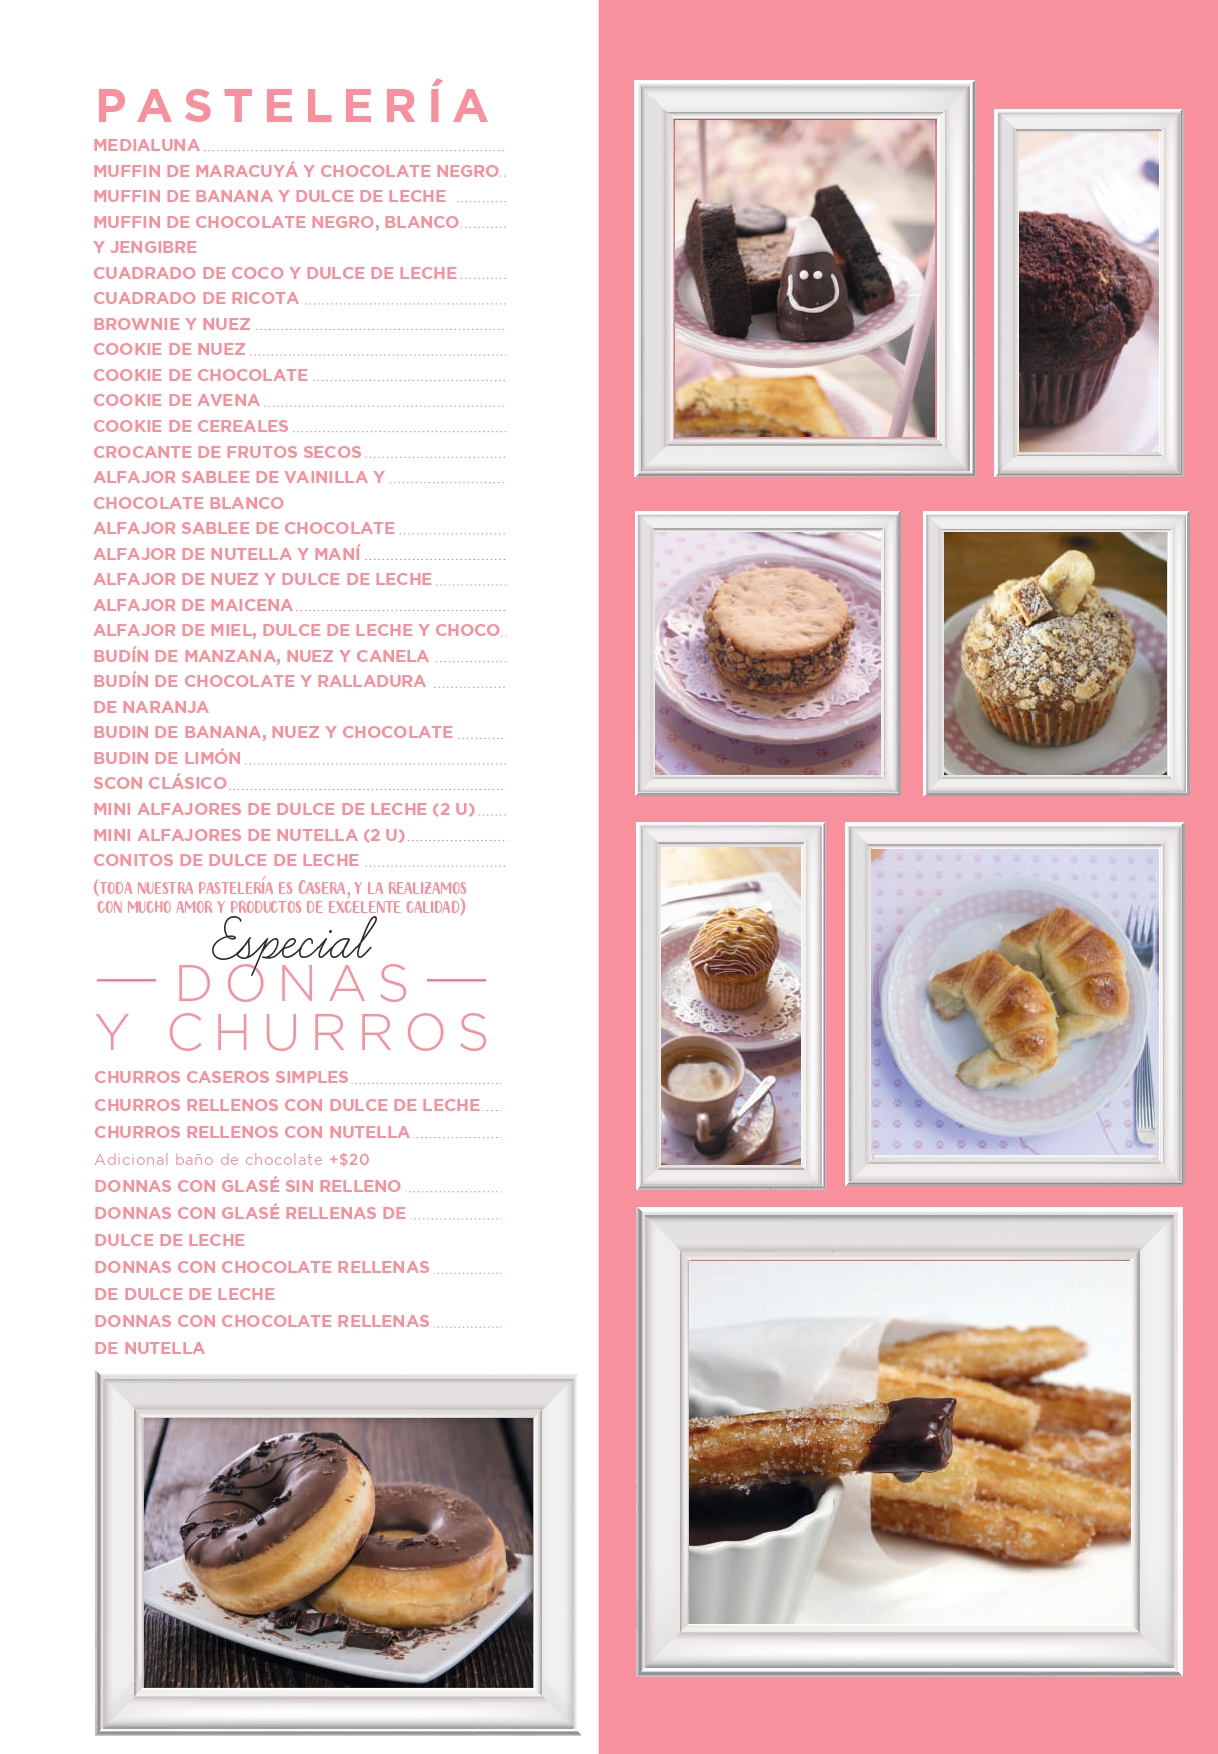 PASTELERÍA
MEDIALUNA
MUFFIN DE MARACUYÁ Y CHOCOLATE NEGRO
MUFFIN DE BANANA Y DULCE DE LECHE
MUFFIN DE CHOCOLATE NEGRO, BLANCO
Y JENGIBRE
CUADRADO DE COCO Y DULCE DE LECHE
CUADRADO DE RICOTA
BROWNIE Y NUEZ
COOKIE DE NUEZ
COOKIE DE CHOCOLATE
COOKIE DE AVENA
COOKIE DE CEREALES
CROCANTE DE FRUTOS SECOS
ALFAJOR SABLEE DE VAINILLA Y
CHOCOLATE BLANCO
ALFAJOR SABLEE DE CHOCOLATE
ALFAJOR DE NUTELLA Y MANÍ
ALFAJOR DE NUEZ Y DULCE DE LECHE
ALFAJOR DE MAICENA
ALFAJOR DE MIEL, DULCE DE LECHE Y CHOCO
BUDÍN DE MANZANA, NUEZ Y CANELA
BUDÍN DE CHOCOLATE Y RALLADURA
DE NARANJA
BUDIN DE BANANA, NUEZ Y CHOCOLATE
BUDIN DE LIMÓN
SCON CLÁSICO
MINI ALFAJORES DE DULCE DE LECHE (2 U)
MINI ALFAJORES DE NUTELLA (2 U)
CONITOS DE DULCE DE LECHE
(TODA NUESTRA PASTELERÍA ES CASERA, Y LA REALIZAMOS
CON MUCHO AMOR Y PRODUCTOS DE EXCELENTE CALIDAD)
Especial
DONAS
Y CHURROS
CHURROS CASEROS SIMPLES
CHURROS RELLENOS CON DULCE DE LECHE
CHURROS RELLENOS CON NUTELLA
Adicional baño de chocolate +$20
DONNAS CON GLASÉ SIN RELLENO
DONNAS CON GLASÉ RELLENAS DE
DULCE DE LECHE
DONNAS CON CHOCOLATE RELLENAS
DE DULCE DE LECHE
DONNAS CON CHOCOLATE RELLENAS
DE NUTELLA